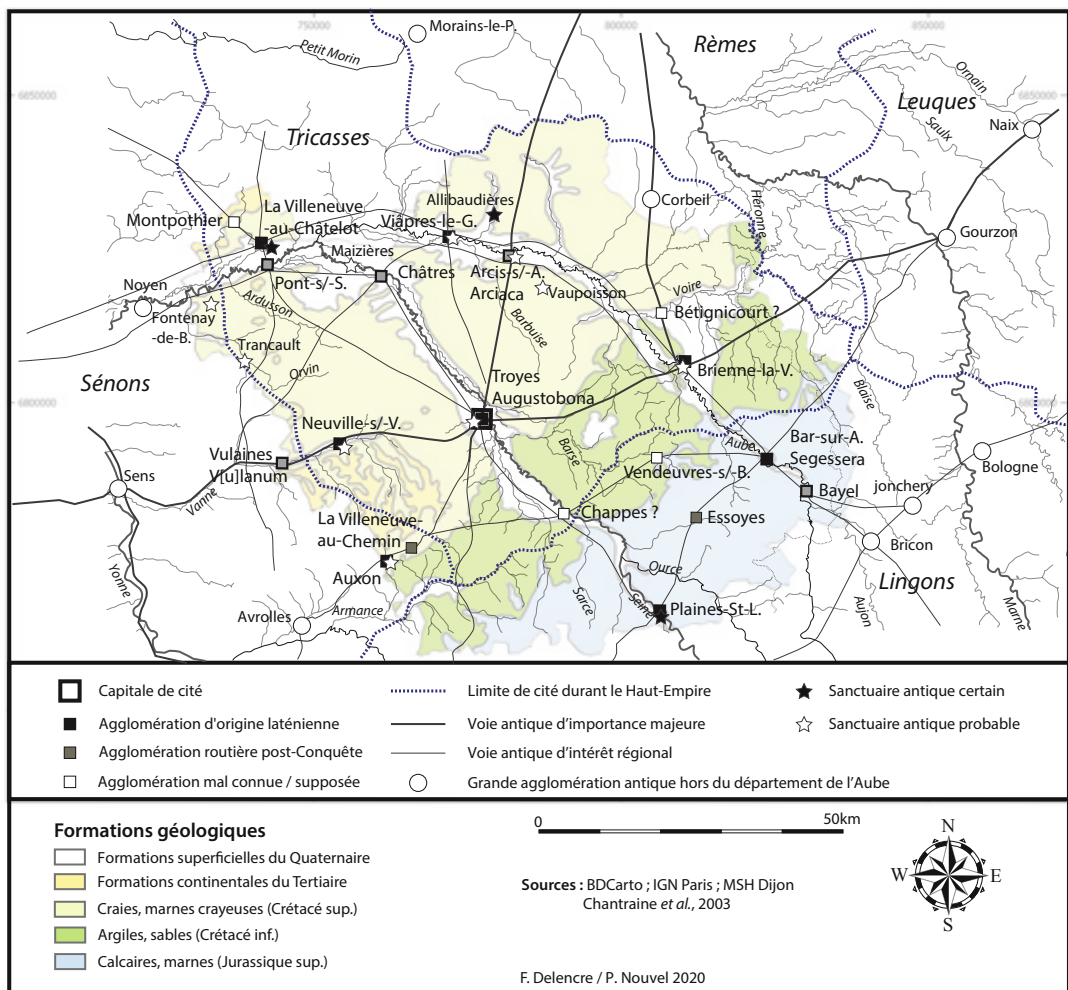 750000
800000
850000
Morains-le-P.
Rèmes
Petit Morin
6850000
6850000
Ornain
Leuques
Saulx
Naix
Tricasses
Allibaudières
Corbeil
Héronne
La Villeneuve
-au-Châtelot
Montpothier
Viâpres-le-G.
Gourzon
Maizières
Châtres
Arcis-s/-A.
Arciaca
Vaupoisson
Voire
Pont-s/-S.
Noyen
Ardusson
Bétignicourt ?
Fontenay
-de-B.
Barbuise
Trancault
Orvin
Brienne-la-V.
Sénons
Troyes
Augustobona
Blaise
6800000
6800000
Neuville-s/-V.
Aube
Bar-sur-A.
Segessera
Barse
Vulaines
V[u]lanum
Vendeuvres-s/-B.
Bologne
Sens
Vanne
Bayel
jonchery
La Villeneuve-
au-Chemin
Chappes ?
Essoyes
Bricon
Auxon
Ource
Lingons
Yonne
Armance
Avrolles
Sarce
Seine
Plaines-St-L.
Aujon
Marne
Capitale de cité
Limite de cité durant le Haut-Empire
Sanctuaire antique certain
Agglomération d'origine laténienne
Voie antique d'importance majeure
Sanctuaire antique probable
Agglomération routière post-Conquête
Voie antique d'intérêt régional
Agglomération mal connue / supposée
Grande agglomération antique hors du département de l'Aube
Formations géologiques
Formations superficielles du Quaternaire
Formations continentales du Tertiaire
Craies, marnes crayeuses (Crétacé sup.)
Argiles, sables (Crétacé inf.)
Calcaires, marnes (Jurassique sup.)
0 50km
Sources : BDCarto ; IGN Paris ; MSH Dijon
Chantraine et al., 2003
F. Delencre / P. Nouvel 2020
N
W E
S